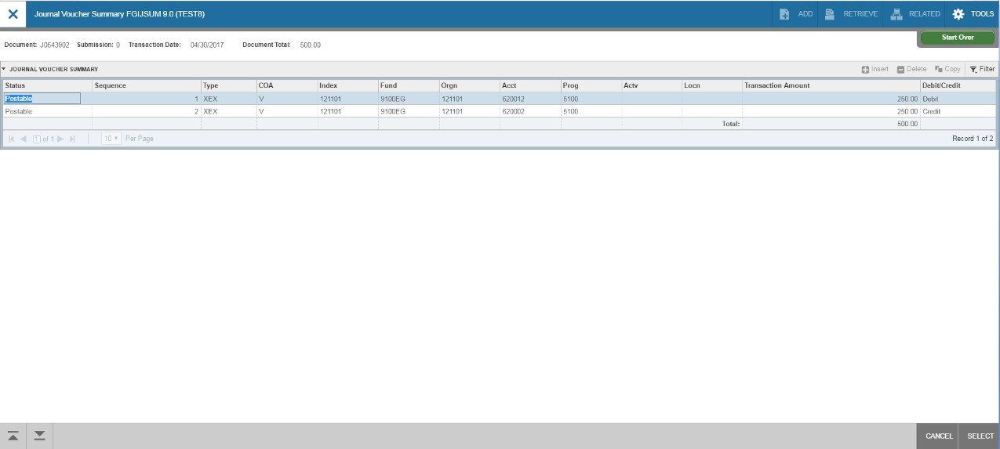 Journal Voucher Summary FGIJSUM 9.0 (TEST8) ADD RETRIEVE RELATED TOOLS
Start Over
Document: J0543902 Submission: 0 Transaction Date: 04/30/2017 Document Total: 500.00
JOURNAL VOUCHER SUMMARY Insert Delete Copy Filter
Status Sequence Type COA Index Fund Orgn Acct Prog Actv Locn Transaction Amount Debit/Credit
Postable 1 XEX V 121101 9100EG 121101 620012 5100 250.00 Debit
Postable 2 XEX V 121101 9100EG 121101 620002 5100 250.00 Credit
Total: 500.00
1 of 1 10 Per Page Record 1 of 2
CANCEL SELECT